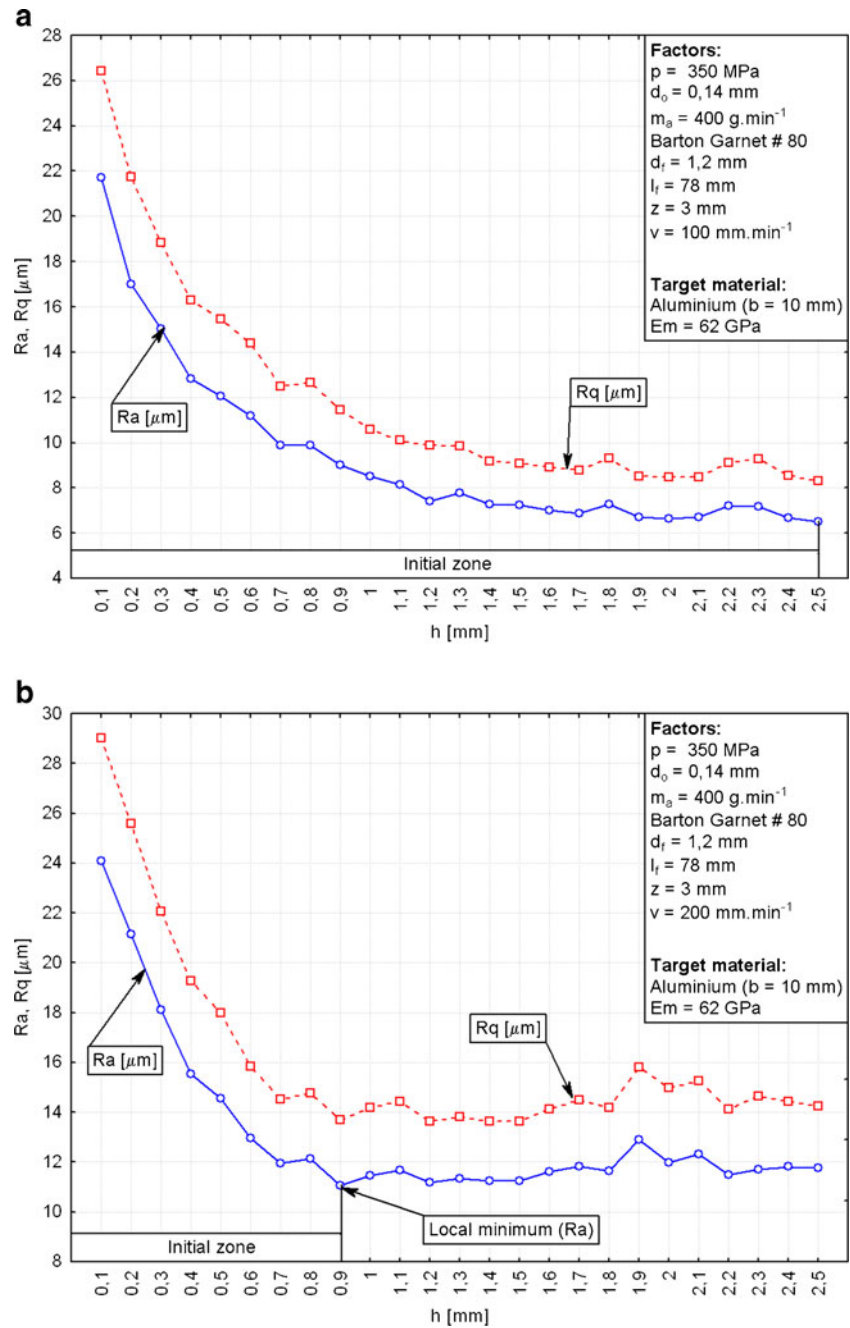 a
28
26
24
22
20
18
16
14
12
10
8
6
4
Ra, Rq [μm]
Factors:
p = 350 MPa
dₒ = 0,14 mm
mₐ = 400 g.min⁻¹
Barton Garnet # 80
d_f = 1,2 mm
l_f = 78 mm
z = 3 mm
v = 100 mm.min⁻¹
Target material:
Aluminium (b = 10 mm)
Em = 62 GPa
Rq [μm]
Ra [μm]
Initial zone
0,1 0,2 0,3 0,4 0,5 0,6 0,7 0,8 0,9 1 1,1 1,2 1,3 1,4 1,5 1,6 1,7 1,8 1,9 2 2,1 2,2 2,3 2,4 2,5
h [mm]
b
30
28
26
24
22
20
18
16
14
12
10
8
Ra, Rq [μm]
Factors:
p = 350 MPa
dₒ = 0,14 mm
mₐ = 400 g.min⁻¹
Barton Garnet # 80
d_f = 1,2 mm
l_f = 78 mm
z = 3 mm
v = 200 mm.min⁻¹
Target material:
Aluminium (b = 10 mm)
Em = 62 GPa
Rq [μm]
Ra [μm]
Local minimum (Ra)
Initial zone
0,1 0,2 0,3 0,4 0,5 0,6 0,7 0,8 0,9 1 1,1 1,2 1,3 1,4 1,5 1,6 1,7 1,8 1,9 2 2,1 2,2 2,3 2,4 2,5
h [mm]